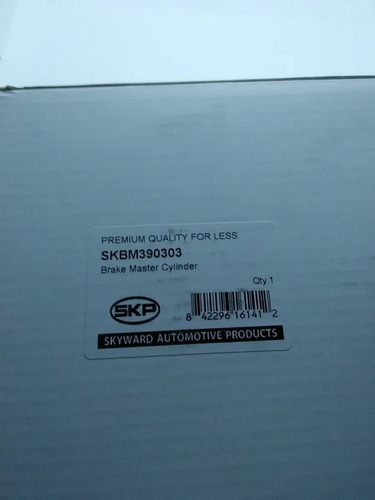 PREMIUM QUALITY FOR LESS
SKBM390303
Brake Master Cylinder
Qty.1
SKP
8 42296 16141 2
SKYWARD AUTOMOTIVE PRODUCTS